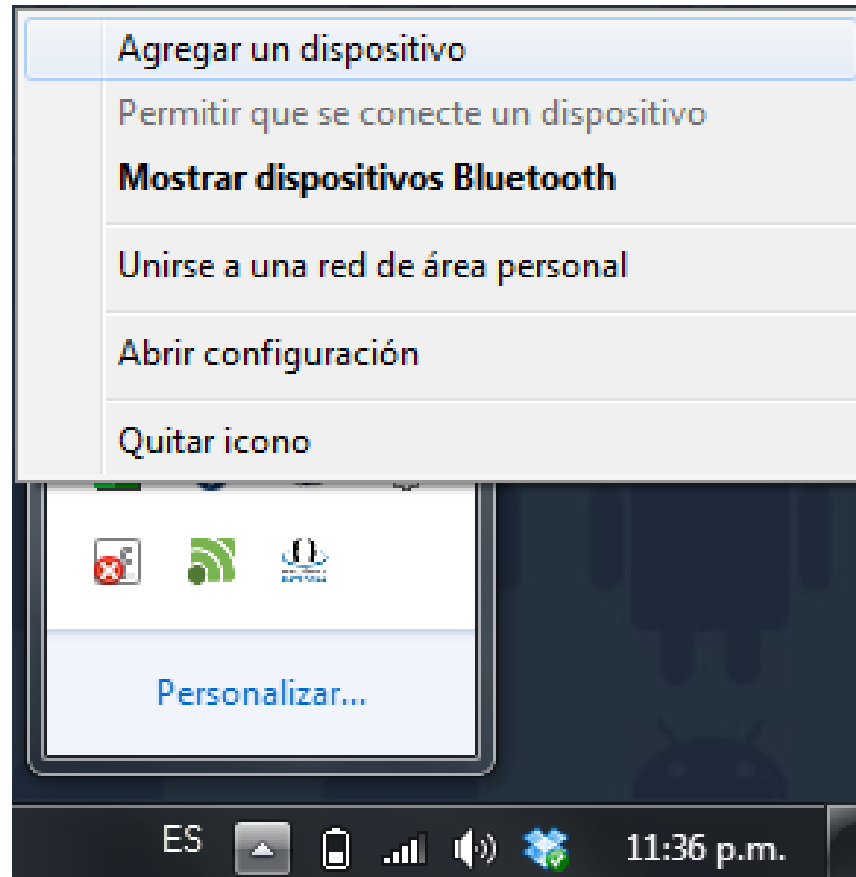 Agregar un dispositivo
Permitir que se conecte un dispositivo
Mostrar dispositivos Bluetooth
Unirse a una red de área personal
Abrir configuración
Quitar icono
Personalizar...
ES 11:36 p.m.